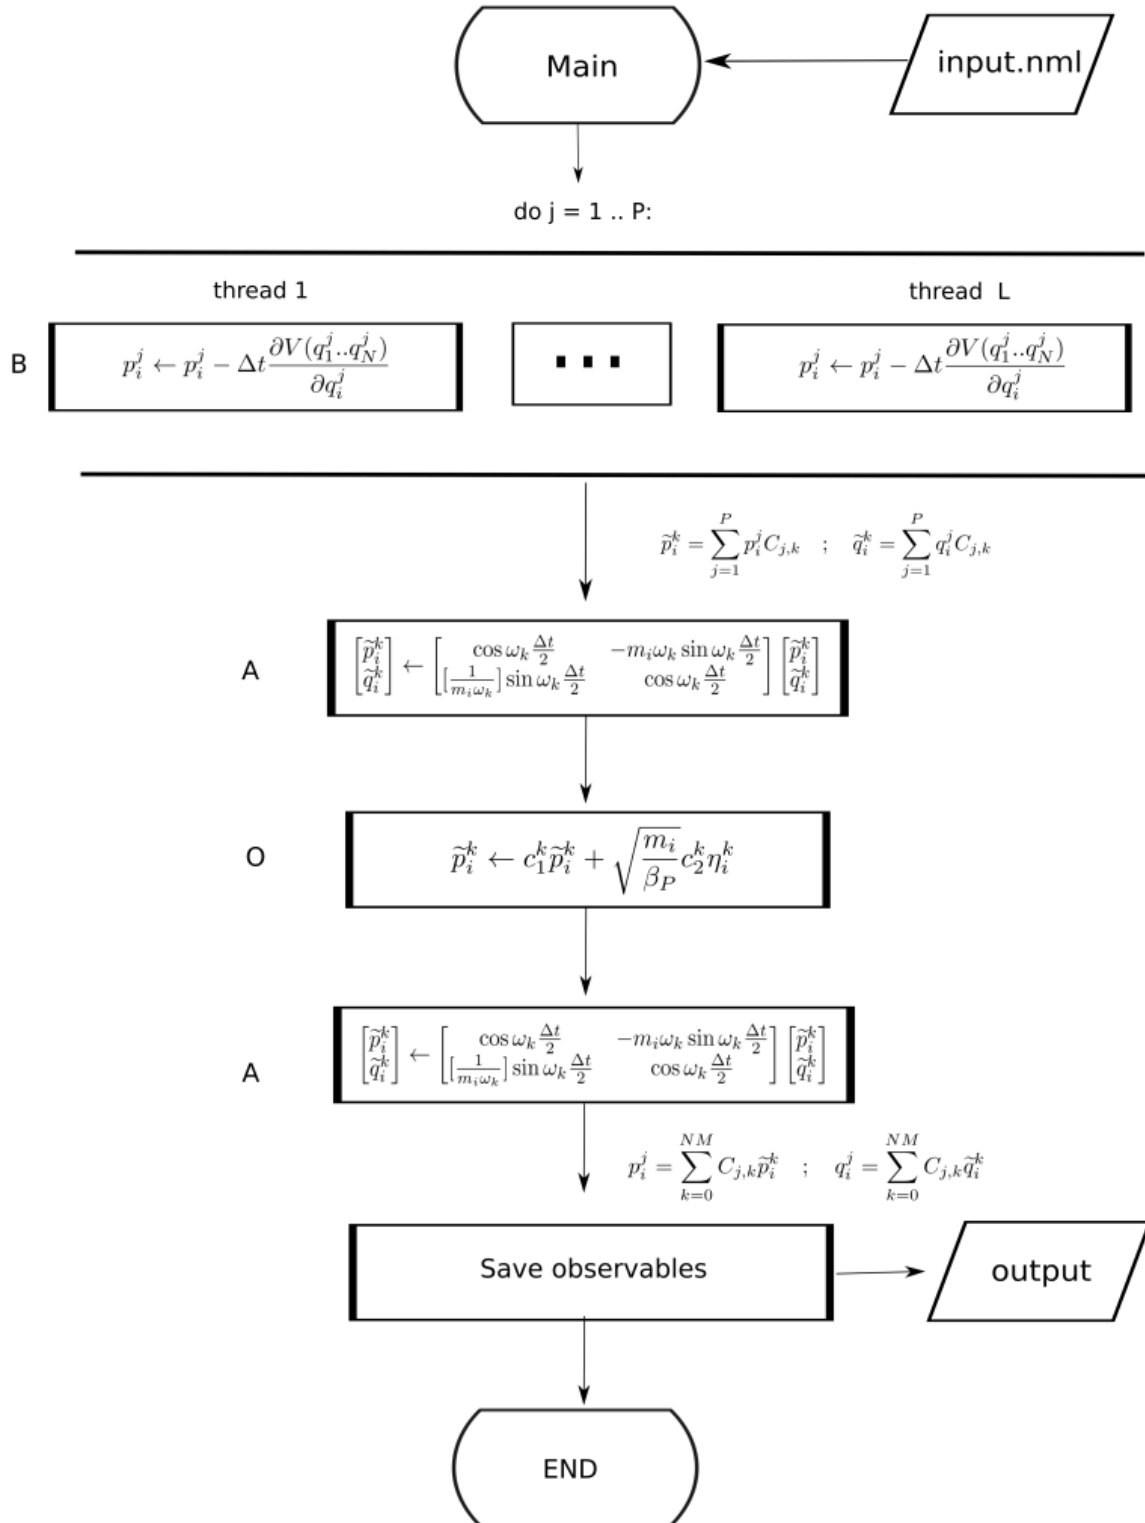 Main
input.nml
do j = 1 .. P:
thread 1
thread L
B
$p_i^j \leftarrow p_i^j - \Delta t \frac{\partial V(q_1^j..q_N^j)}{\partial q_i^j}$
▪ ▪ ▪
$p_i^j \leftarrow p_i^j - \Delta t \frac{\partial V(q_1^j..q_N^j)}{\partial q_i^j}$
$\widetilde{p}_i^k = \sum_{j=1}^{P} p_i^j C_{j,k} \quad ; \quad \widetilde{q}_i^k = \sum_{j=1}^{P} q_i^j C_{j,k}$
A
$\begin{bmatrix} \widetilde{p}_i^k \\ \widetilde{q}_i^k \end{bmatrix} \leftarrow \begin{bmatrix} \cos \omega_k \frac{\Delta t}{2} & -m_i \omega_k \sin \omega_k \frac{\Delta t}{2} \\ [\frac{1}{m_i \omega_k}] \sin \omega_k \frac{\Delta t}{2} & \cos \omega_k \frac{\Delta t}{2} \end{bmatrix} \begin{bmatrix} \widetilde{p}_i^k \\ \widetilde{q}_i^k \end{bmatrix}$
O
$\widetilde{p}_i^k \leftarrow c_1^k \widetilde{p}_i^k + \sqrt{\frac{m_i}{\beta_P}} c_2^k \eta_i^k$
A
$\begin{bmatrix} \widetilde{p}_i^k \\ \widetilde{q}_i^k \end{bmatrix} \leftarrow \begin{bmatrix} \cos \omega_k \frac{\Delta t}{2} & -m_i \omega_k \sin \omega_k \frac{\Delta t}{2} \\ [\frac{1}{m_i \omega_k}] \sin \omega_k \frac{\Delta t}{2} & \cos \omega_k \frac{\Delta t}{2} \end{bmatrix} \begin{bmatrix} \widetilde{p}_i^k \\ \widetilde{q}_i^k \end{bmatrix}$
$p_i^j = \sum_{k=0}^{NM} C_{j,k} \widetilde{p}_i^k \quad ; \quad q_i^j = \sum_{k=0}^{NM} C_{j,k} \widetilde{q}_i^k$
Save observables
output
END